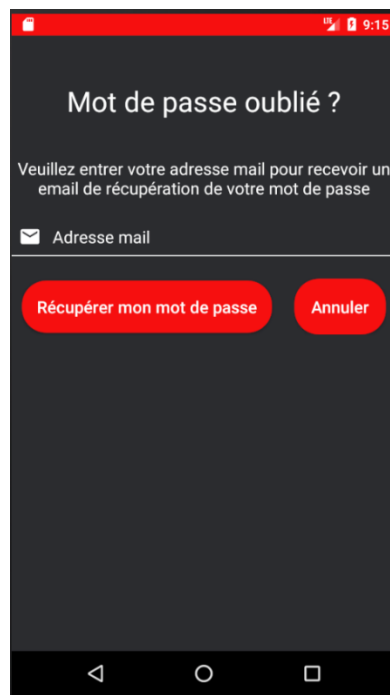 LTE 9:15
Mot de passe oublié ?
Veuillez entrer votre adresse mail pour recevoir un
email de récupération de votre mot de passe
Adresse mail
Récupérer mon mot de passe Annuler